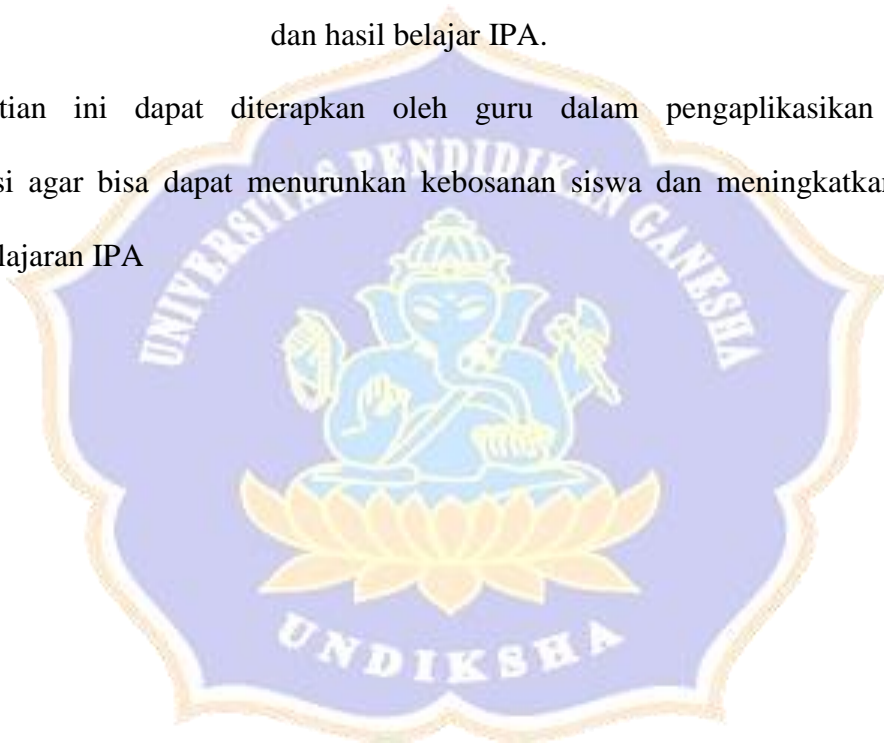 dan hasil belajar IPA.
tian ini dapat diterapkan oleh guru dalam pengaplikasikan
si agar bisa dapat menurunkan kebosanan siswa dan meningkatkan
lajaran IPA
UNIVERSITAS PENDIDIKAN GANESHA
UNDIKSHA